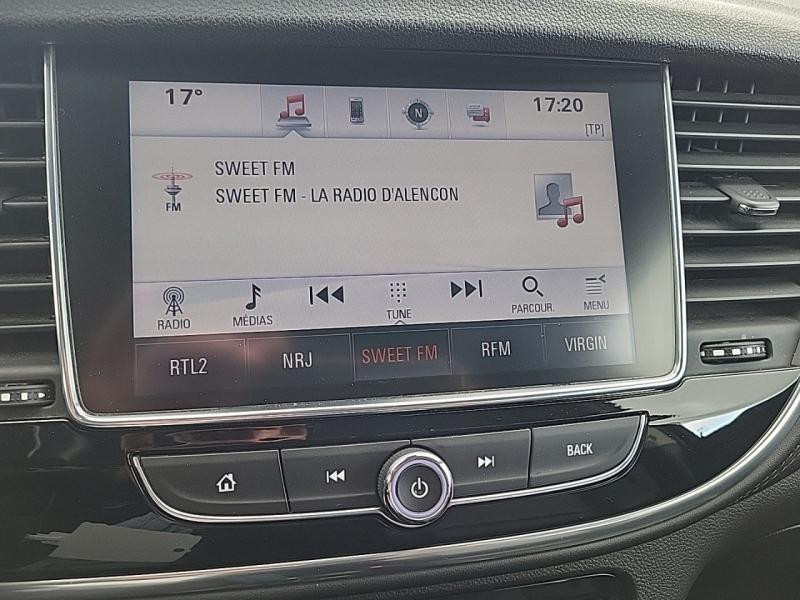 17° N 17:20
[TP]
SWEET FM
SWEET FM - LA RADIO D'ALENCON
FM
RADIO MÉDIAS TUNE PARCOUR. MENU
RTL2 NRJ SWEET FM RFM VIRGIN
BACK